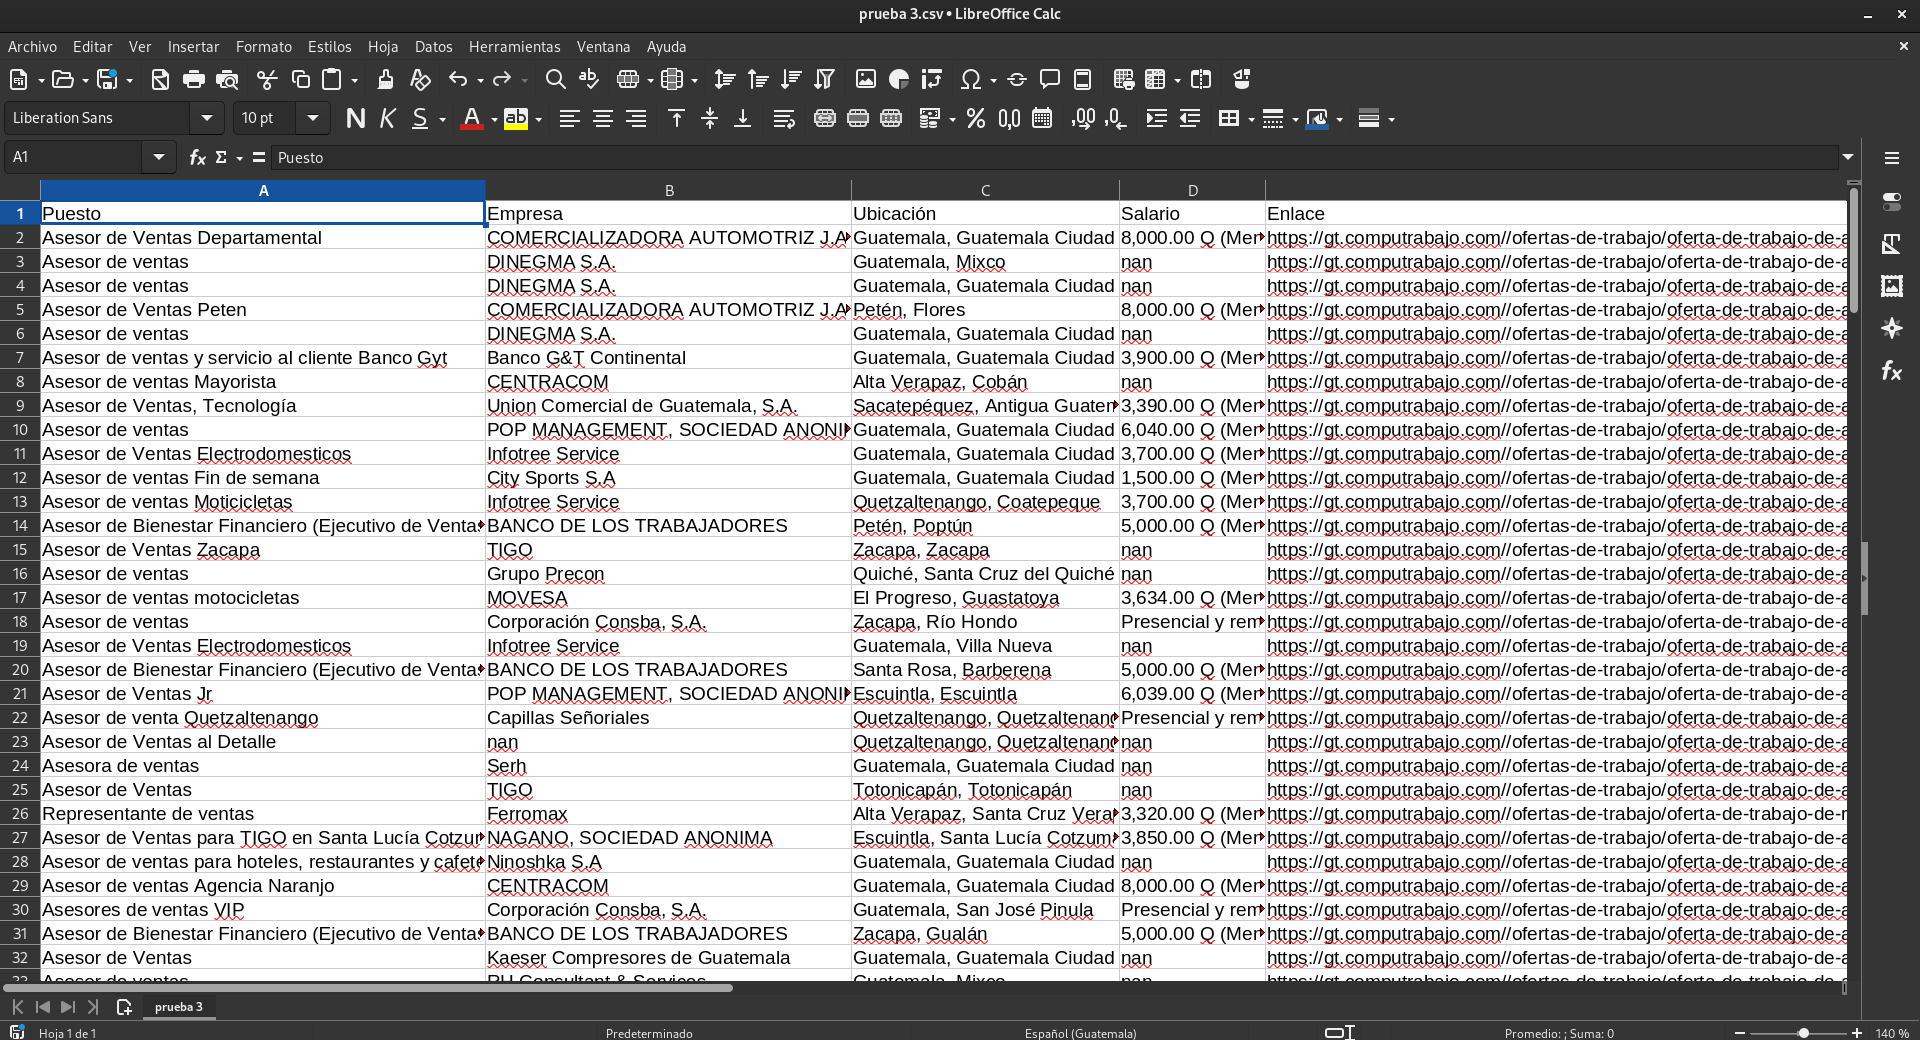 prueba 3.csv • LibreOffice Calc
Archivo Editar Ver Insertar Formato Estilos Hoja Datos Herramientas Ventana Ayuda
Liberation Sans 10 pt N K S A ab
A1 fx Σ = Puesto
A B C D
1 Puesto Empresa Ubicación Salario Enlace
2 Asesor de Ventas Departamental COMERCIALIZADORA AUTOMOTRIZ J.A Guatemala, Guatemala Ciudad 8,000.00 Q (Men https://gt.computrabajo.com//ofertas-de-trabajo/oferta-de-trabajo-de-a
3 Asesor de ventas DINEGMA S.A. Guatemala, Mixco nan https://gt.computrabajo.com//ofertas-de-trabajo/oferta-de-trabajo-de-a
4 Asesor de ventas DINEGMA S.A. Guatemala, Guatemala Ciudad nan https://gt.computrabajo.com//ofertas-de-trabajo/oferta-de-trabajo-de-a
5 Asesor de Ventas Peten COMERCIALIZADORA AUTOMOTRIZ J.A Petén, Flores 8,000.00 Q (Men https://gt.computrabajo.com//ofertas-de-trabajo/oferta-de-trabajo-de-a
6 Asesor de ventas DINEGMA S.A. Guatemala, Guatemala Ciudad nan https://gt.computrabajo.com//ofertas-de-trabajo/oferta-de-trabajo-de-a
7 Asesor de ventas y servicio al cliente Banco Gyt Banco G&T Continental Guatemala, Guatemala Ciudad 3,900.00 Q (Men https://gt.computrabajo.com//ofertas-de-trabajo/oferta-de-trabajo-de-a
8 Asesor de ventas Mayorista CENTRACOM Alta Verapaz, Cobán nan https://gt.computrabajo.com//ofertas-de-trabajo/oferta-de-trabajo-de-a
9 Asesor de Ventas, Tecnología Union Comercial de Guatemala, S.A. Sacatepéquez, Antigua Guatem 3,390.00 Q (Men https://gt.computrabajo.com//ofertas-de-trabajo/oferta-de-trabajo-de-a
10 Asesor de ventas POP MANAGEMENT, SOCIEDAD ANONIM Guatemala, Guatemala Ciudad 6,040.00 Q (Men https://gt.computrabajo.com//ofertas-de-trabajo/oferta-de-trabajo-de-a
11 Asesor de Ventas Electrodomesticos Infotree Service Guatemala, Guatemala Ciudad 3,700.00 Q (Men https://gt.computrabajo.com//ofertas-de-trabajo/oferta-de-trabajo-de-a
12 Asesor de ventas Fin de semana City Sports S.A Guatemala, Guatemala Ciudad 1,500.00 Q (Men https://gt.computrabajo.com//ofertas-de-trabajo/oferta-de-trabajo-de-a
13 Asesor de ventas Moticicletas Infotree Service Quetzaltenango, Coatepeque 3,700.00 Q (Men https://gt.computrabajo.com//ofertas-de-trabajo/oferta-de-trabajo-de-a
14 Asesor de Bienestar Financiero (Ejecutivo de Ventas BANCO DE LOS TRABAJADORES Petén, Poptún 5,000.00 Q (Men https://gt.computrabajo.com//ofertas-de-trabajo/oferta-de-trabajo-de-a
15 Asesor de Ventas Zacapa TIGO Zacapa, Zacapa nan https://gt.computrabajo.com//ofertas-de-trabajo/oferta-de-trabajo-de-a
16 Asesor de ventas Grupo Precon Quiché, Santa Cruz del Quiché nan https://gt.computrabajo.com//ofertas-de-trabajo/oferta-de-trabajo-de-a
17 Asesor de ventas motocicletas MOVESA El Progreso, Guastatoya 3,634.00 Q (Men https://gt.computrabajo.com//ofertas-de-trabajo/oferta-de-trabajo-de-a
18 Asesor de ventas Corporación Consba, S.A. Zacapa, Río Hondo Presencial y rem https://gt.computrabajo.com//ofertas-de-trabajo/oferta-de-trabajo-de-a
19 Asesor de Ventas Electrodomesticos Infotree Service Guatemala, Villa Nueva nan https://gt.computrabajo.com//ofertas-de-trabajo/oferta-de-trabajo-de-a
20 Asesor de Bienestar Financiero (Ejecutivo de Ventas BANCO DE LOS TRABAJADORES Santa Rosa, Barberena 5,000.00 Q (Men https://gt.computrabajo.com//ofertas-de-trabajo/oferta-de-trabajo-de-a
21 Asesor de Ventas Jr POP MANAGEMENT, SOCIEDAD ANONIM Escuintla, Escuintla 6,039.00 Q (Men https://gt.computrabajo.com//ofertas-de-trabajo/oferta-de-trabajo-de-a
22 Asesor de venta Quetzaltenango Capillas Señoriales Quetzaltenango, Quetzaltenang Presencial y rem https://gt.computrabajo.com//ofertas-de-trabajo/oferta-de-trabajo-de-a
23 Asesor de Ventas al Detalle nan Quetzaltenango, Quetzaltenang nan https://gt.computrabajo.com//ofertas-de-trabajo/oferta-de-trabajo-de-a
24 Asesora de ventas Serh Guatemala, Guatemala Ciudad nan https://gt.computrabajo.com//ofertas-de-trabajo/oferta-de-trabajo-de-a
25 Asesor de Ventas TIGO Totonicapán, Totonicapán nan https://gt.computrabajo.com//ofertas-de-trabajo/oferta-de-trabajo-de-a
26 Representante de ventas Ferromax Alta Verapaz, Santa Cruz Verap 3,320.00 Q (Men https://gt.computrabajo.com//ofertas-de-trabajo/oferta-de-trabajo-de-r
27 Asesor de Ventas para TIGO en Santa Lucía Cotzum NAGANO, SOCIEDAD ANONIMA Escuintla, Santa Lucía Cotzum 3,850.00 Q (Men https://gt.computrabajo.com//ofertas-de-trabajo/oferta-de-trabajo-de-a
28 Asesor de ventas para hoteles, restaurantes y cafete Ninoshka S.A Guatemala, Guatemala Ciudad nan https://gt.computrabajo.com//ofertas-de-trabajo/oferta-de-trabajo-de-a
29 Asesor de ventas Agencia Naranjo CENTRACOM Guatemala, Guatemala Ciudad 8,000.00 Q (Men https://gt.computrabajo.com//ofertas-de-trabajo/oferta-de-trabajo-de-a
30 Asesores de ventas VIP Corporación Consba, S.A. Guatemala, San José Pinula Presencial y rem https://gt.computrabajo.com//ofertas-de-trabajo/oferta-de-trabajo-de-a
31 Asesor de Bienestar Financiero (Ejecutivo de Ventas BANCO DE LOS TRABAJADORES Zacapa, Gualán 5,000.00 Q (Men https://gt.computrabajo.com//ofertas-de-trabajo/oferta-de-trabajo-de-a
32 Asesor de Ventas Kaeser Compresores de Guatemala Guatemala, Guatemala Ciudad nan https://gt.computrabajo.com//ofertas-de-trabajo/oferta-de-trabajo-de-a
prueba 3
Hoja 1 de 1 Predeterminado Español (Guatemala) Promedio: ; Suma: 0 140 %